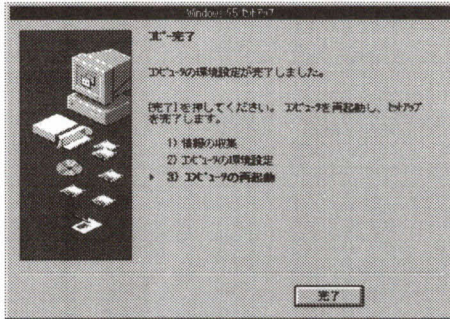 Windows 95 セットアップ
コピー完了
コンピュータの環境設定が完了しました。
[完了] を押してください。 コンピュータを再起動し、セットアップ
を完了します。
1) 情報の収集
2) コンピュータの環境設定
3) コンピュータの再起動
完了